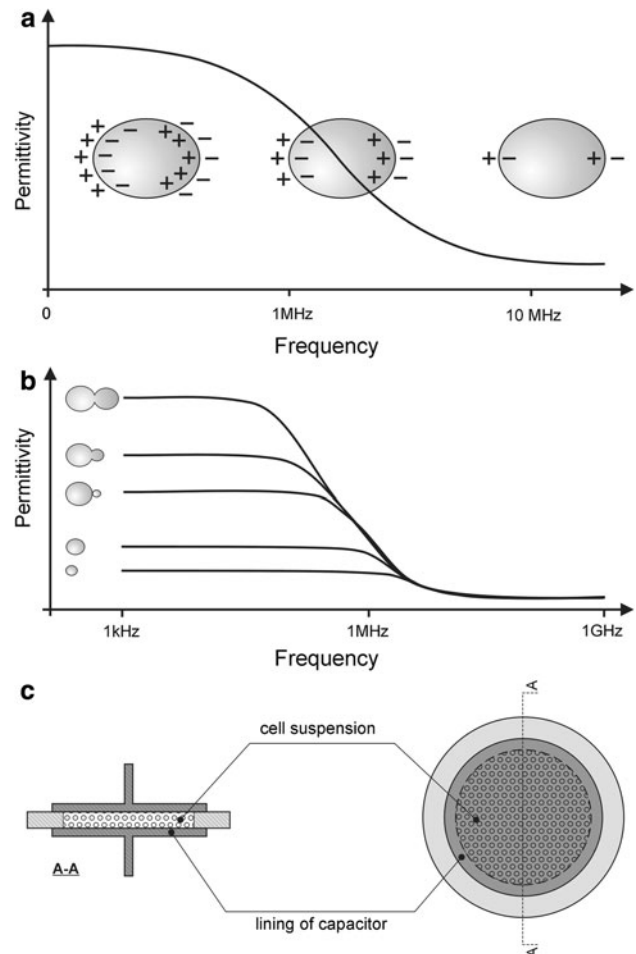 a
Permittivity
0
1MHz
10 MHz
Frequency
b
Permittivity
1kHz
1MHz
1GHz
Frequency
c
cell suspension
A
A-A
lining of capacitor
A